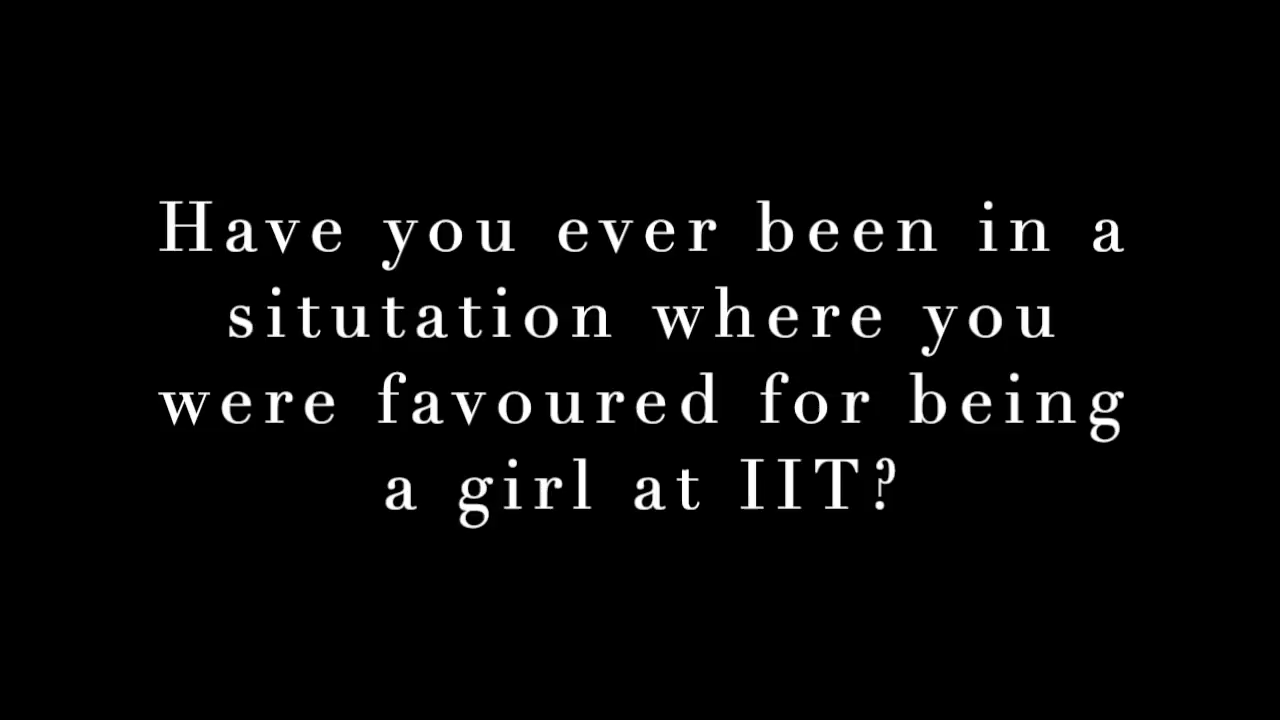 Have you ever been in a
situtation where you
were favoured for being
a girl at IIT?